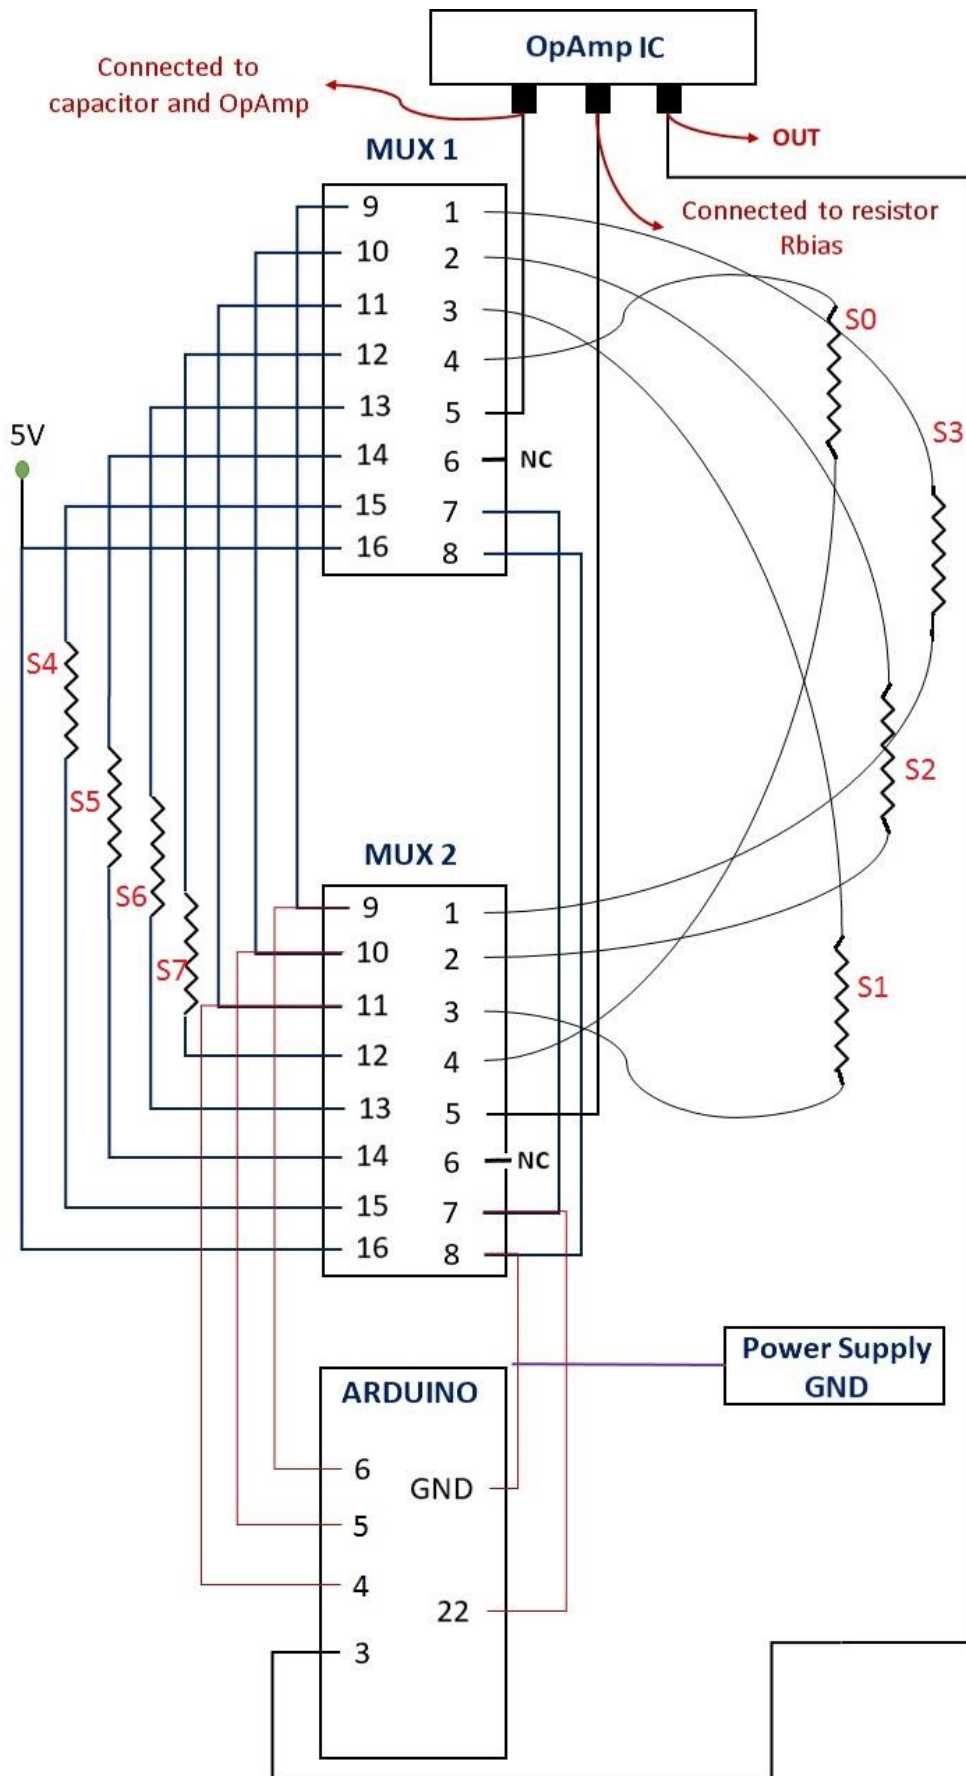 OpAmp IC
Connected to
capacitor and OpAmp
OUT
MUX 1
Connected to resistor
Rbias
9 1
10 2
11 3
12 4
13 5
14 6 NC
15 7
16 8
5V
S0
S3
S4
S5
S6
S7
S2
S1
MUX 2
9 1
10 2
11 3
12 4
13 5
14 6 NC
15 7
16 8
Power Supply
GND
ARDUINO
6
GND
5
4
22
3